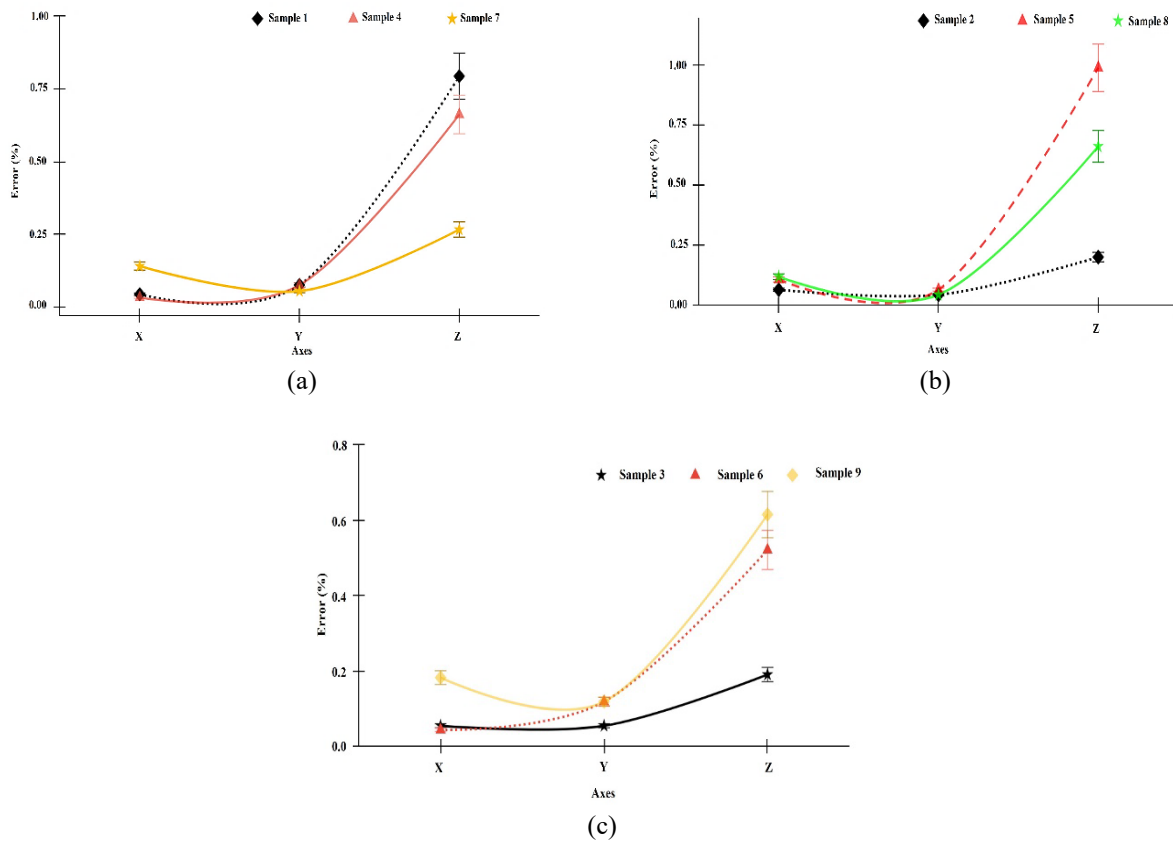 1.00
Sample 1 Sample 4 Sample 7
0.75
0.50
0.25
0.00
Error (%)
X Y Z
Axes
(a)
Sample 2 Sample 5 Sample 8
1.00
0.75
0.50
0.25
0.00
Error (%)
X Y Z
Axes
(b)
0.8
Sample 3 Sample 6 Sample 9
0.6
0.4
0.2
0.0
Error (%)
X Y Z
Axes
(c)